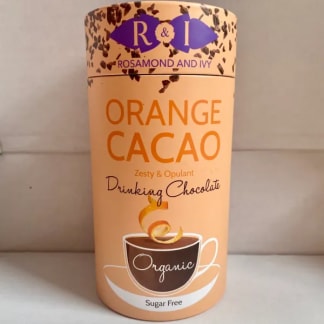 R & I
ROSAMOND AND IVY
ORANGE
CACAO
Zesty & Opulant
Drinking Chocolate
Organic
Sugar Free